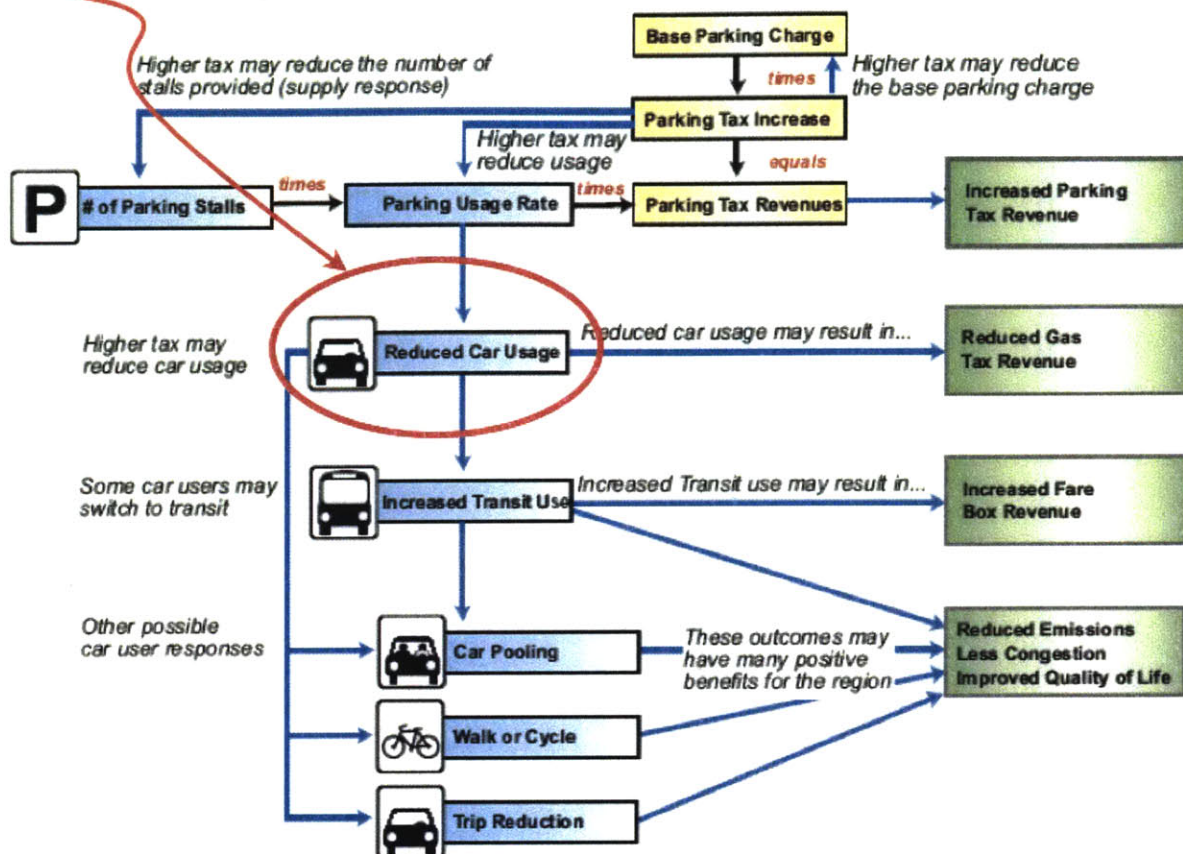 Base Parking Charge
Higher tax may reduce the number of
stalls provided (supply response)
times
Higher tax may reduce
the base parking charge
Parking Tax Increase
Higher tax may
reduce usage
equals
P
# of Parking Stalls
times
Parking Usage Rate
times
Parking Tax Revenues
Increased Parking
Tax Revenue
Higher tax may
reduce car usage
Reduced Car Usage
Reduced car usage may result in...
Reduced Gas
Tax Revenue
Some car users may
switch to transit
Increased Transit Use
Increased Transit use may result in...
Increased Fare
Box Revenue
Other possible
car user responses
Car Pooling
These outcomes may
have many positive
benefits for the region
Reduced Emissions
Less Congestion
Improved Quality of Life
Walk or Cycle
Trip Reduction